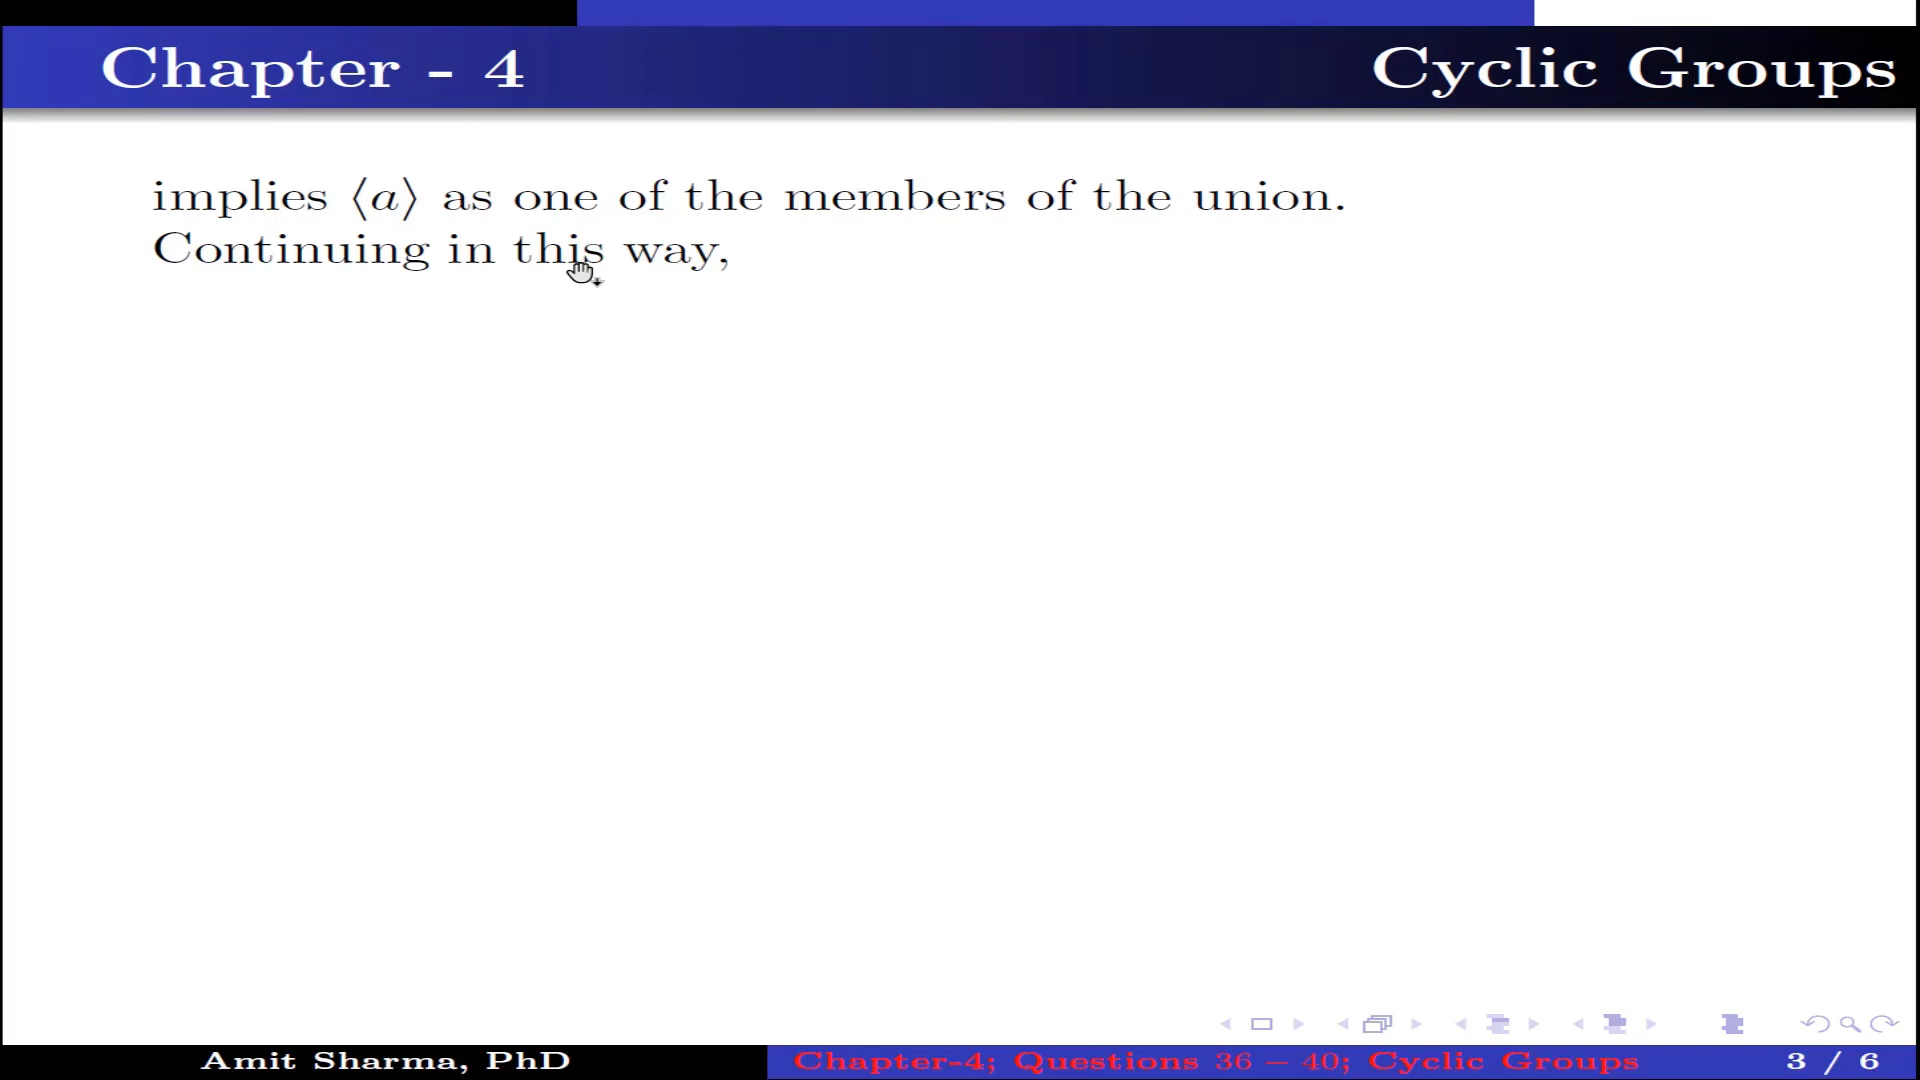 Chapter - 4 Cyclic Groups
implies ⟨a⟩ as one of the members of the union.
Continuing in this way,
Amit Sharma, PhD Chapter-4; Questions 36 – 40; Cyclic Groups 3 / 6